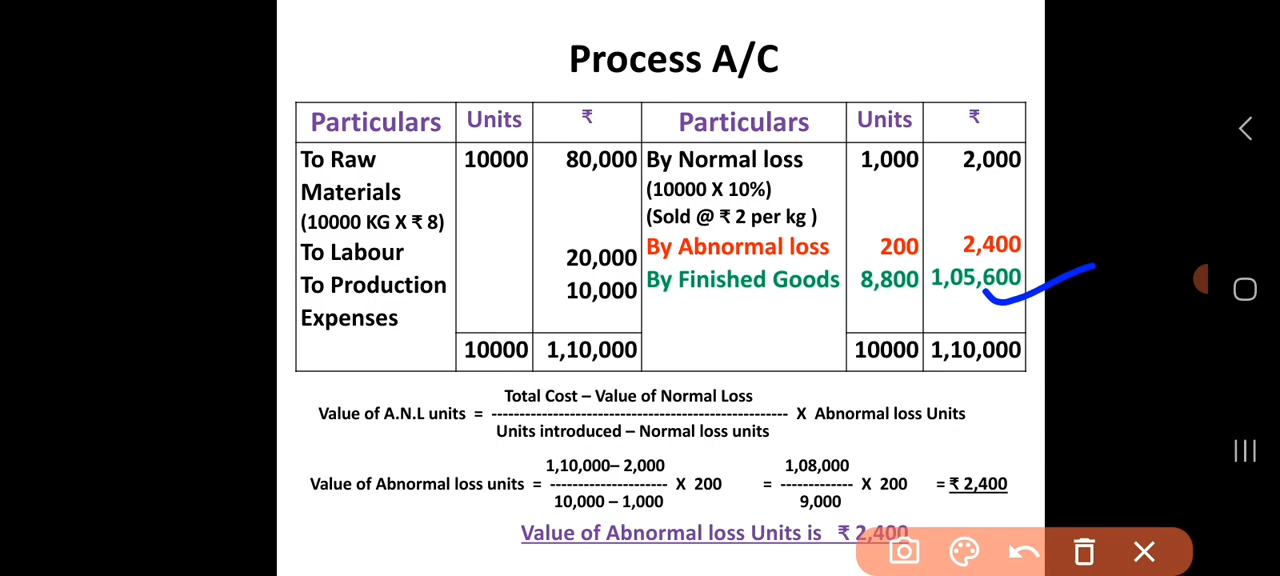 Process A/C
Particulars Units ₹ Particulars Units ₹
To Raw 10000 80,000 By Normal loss 1,000 2,000
Materials (10000 X 10%)
(10000 KG X ₹ 8) (Sold @ ₹ 2 per kg )
To Labour 20,000 By Abnormal loss 200 2,400
To Production 10,000 By Finished Goods 8,800 1,05,600
Expenses
10000 1,10,000 10000 1,10,000
Total Cost – Value of Normal Loss
Value of A.N.L units = ------------------------------------------------------- X Abnormal loss Units
Units introduced – Normal loss units
1,10,000– 2,000 1,08,000
Value of Abnormal loss units = --------------------- X 200 = ------------- X 200 = ₹ 2,400
10,000 – 1,000 9,000
Value of Abnormal loss Units is ₹ 2,400